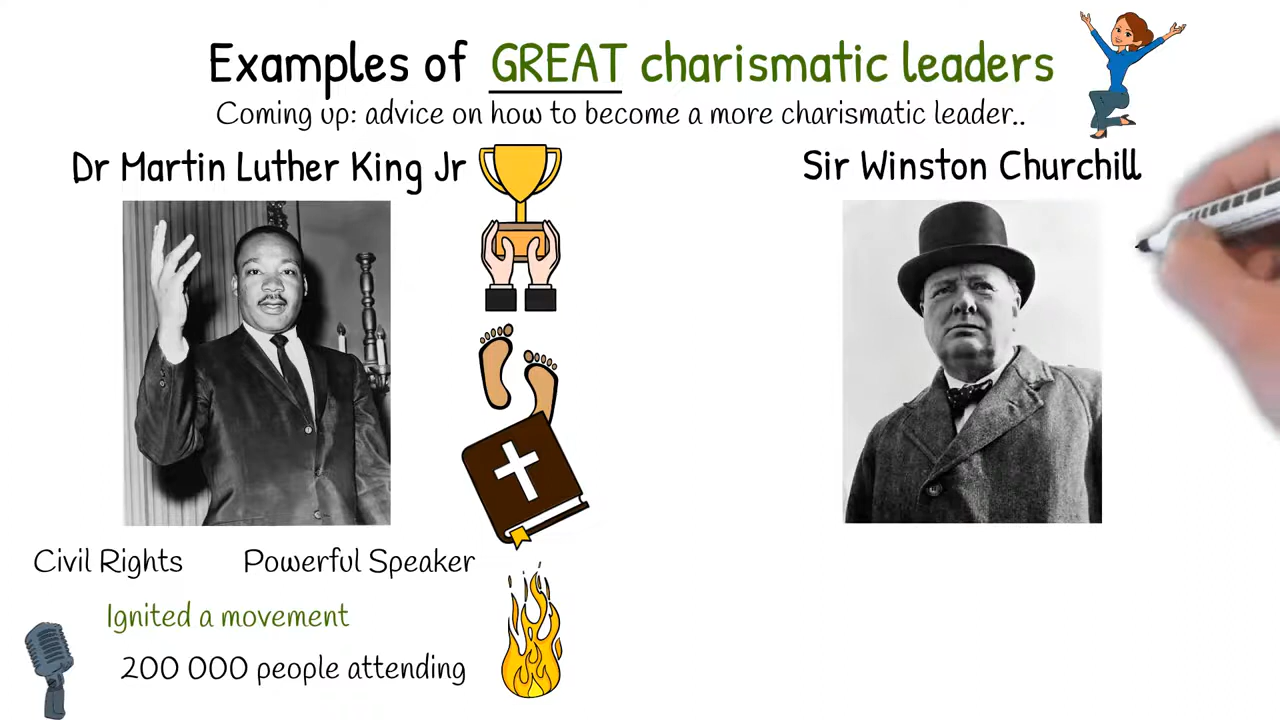 Examples of GREAT charismatic leaders
Coming up: advice on how to become a more charismatic leader..
Dr Martin Luther King Jr
Sir Winston Churchill
Civil Rights
Powerful Speaker
Ignited a movement
200 000 people attending